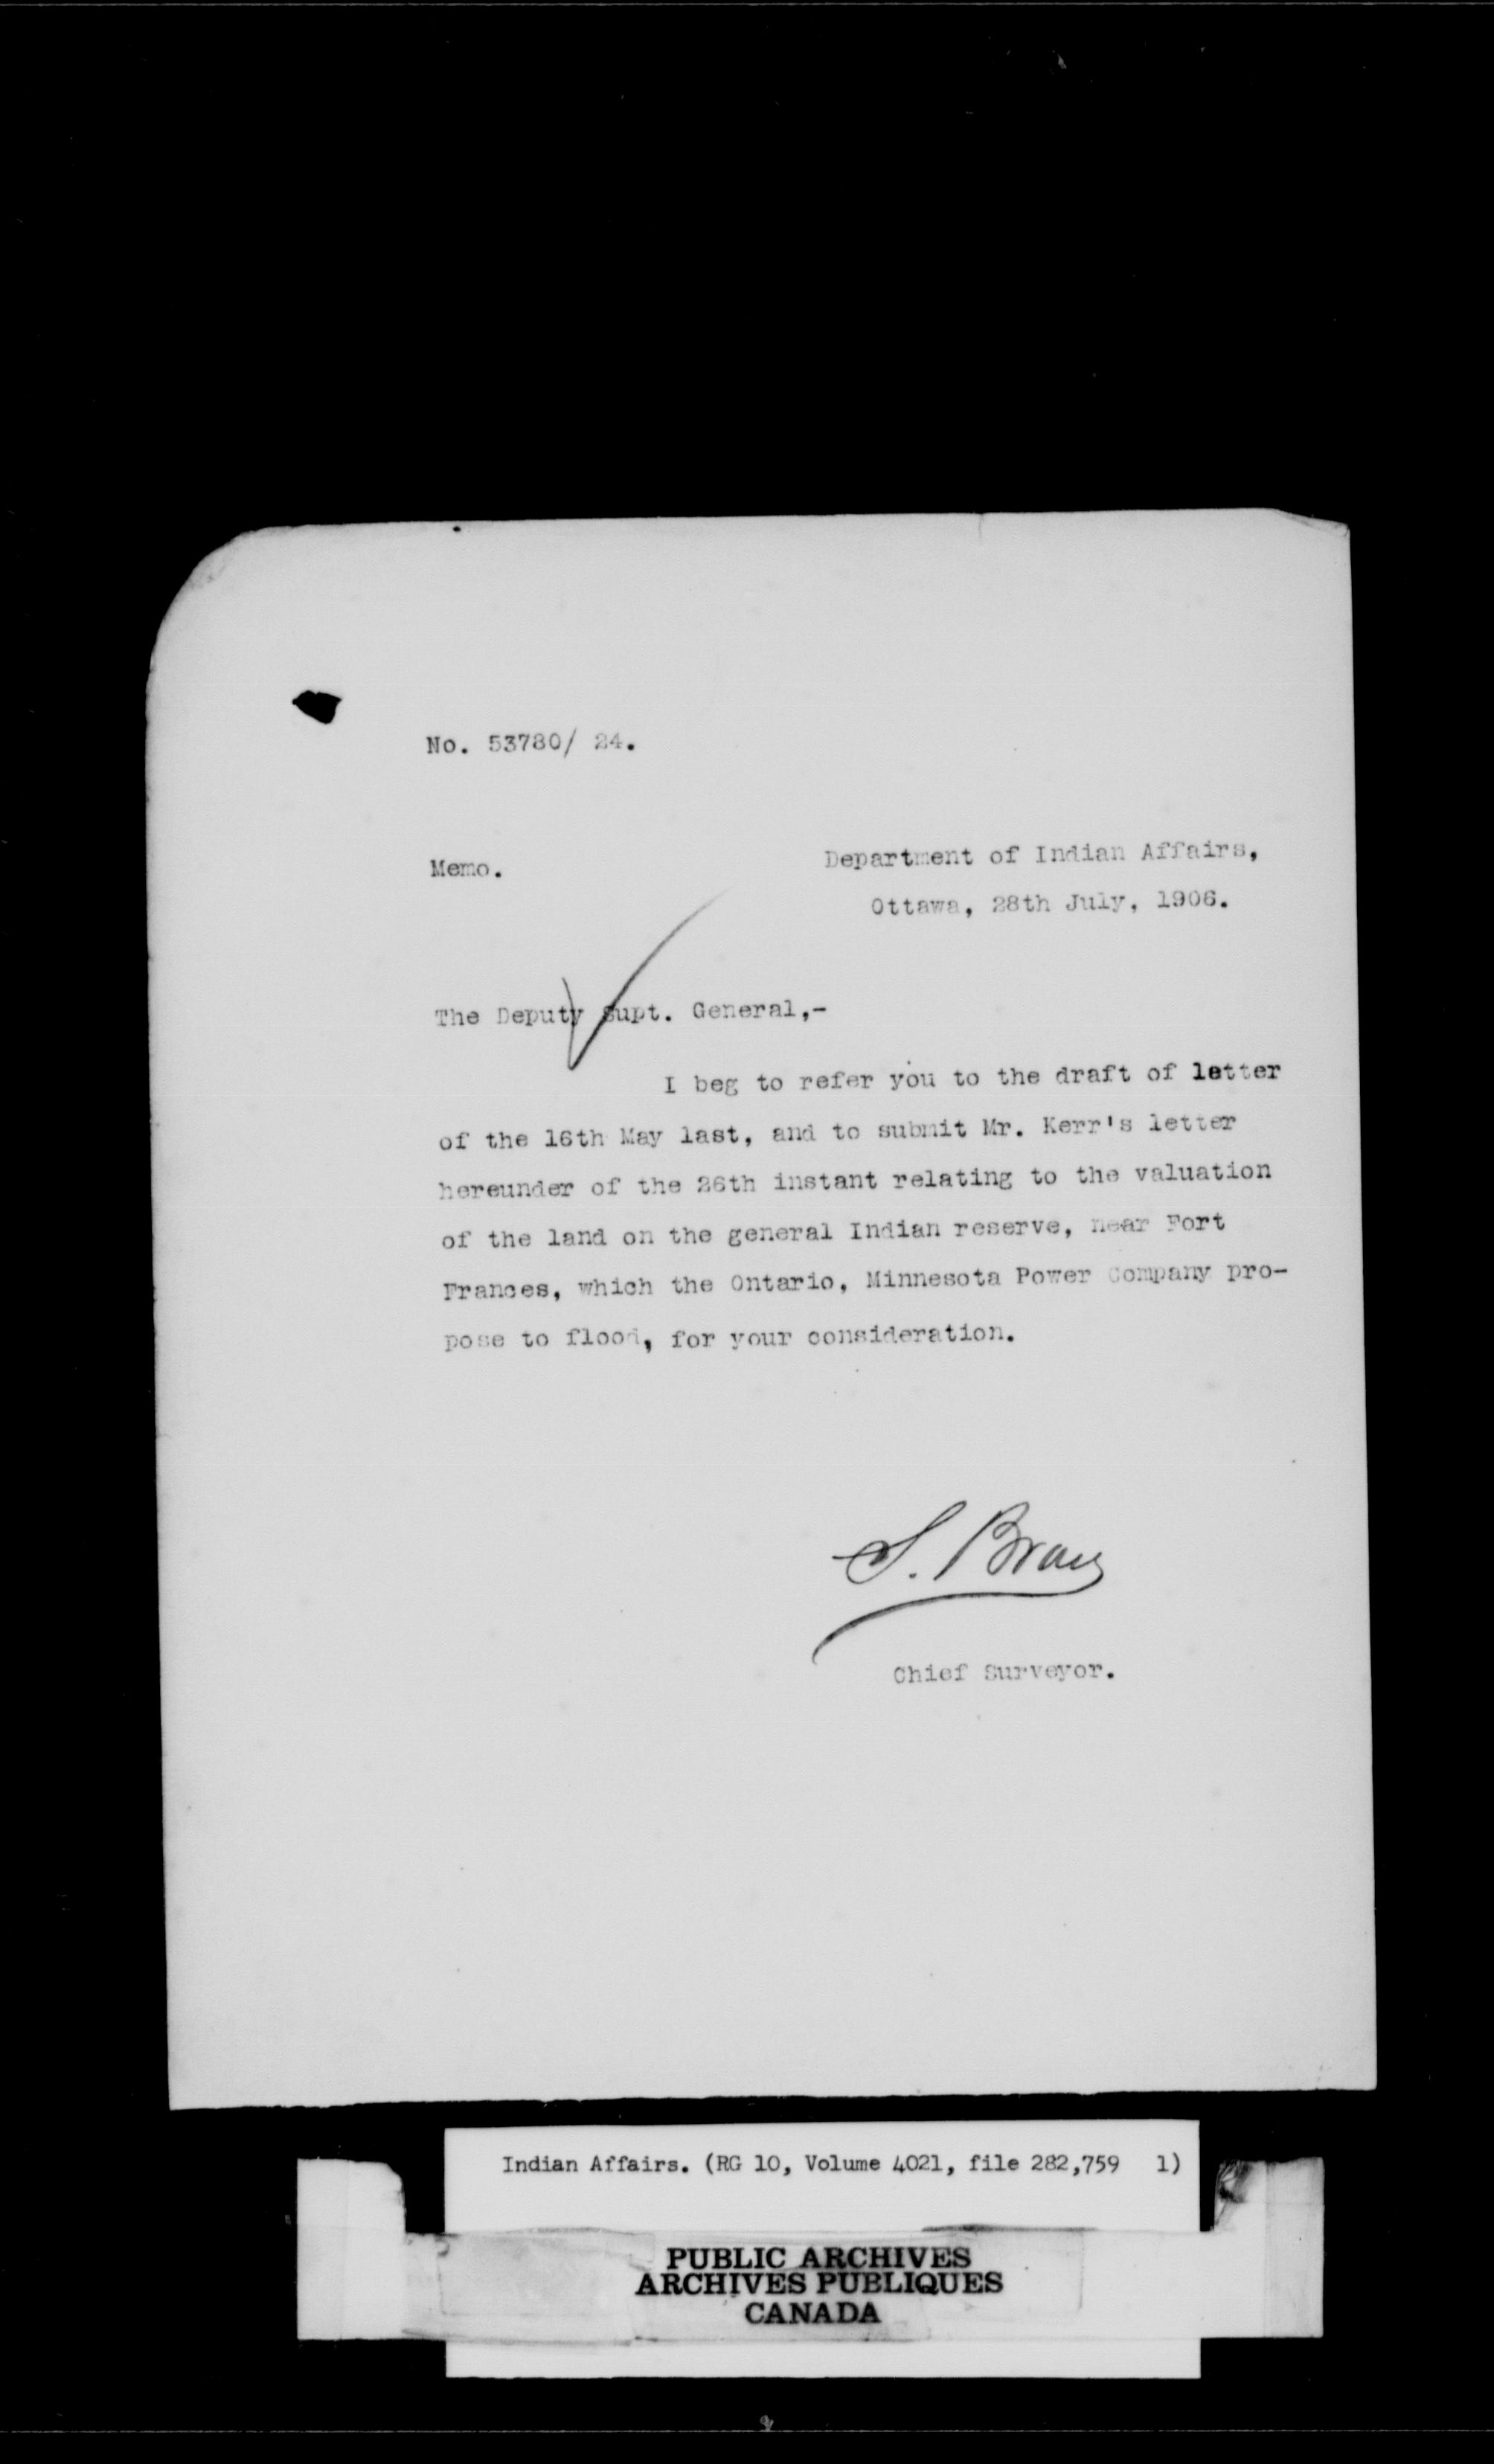 No. 53780/ 24.
Memo.
Department of Indian Affairs,
Ottawa, 28th July, 1906.
The Deputy Supt. General,-
I beg to refer you to the draft of letter
of the 16th May last, and to submit Mr. Kerr's letter
hereunder of the 26th instant relating to the valuation
of the land on the general Indian reserve, near Fort
Frances, which the Ontario, Minnesota Power Company pro-
pose to flood, for your consideration.
S. Bray
Chief Surveyor.
Indian Affairs. (RG 10, Volume 4021, file 282,759 1)
PUBLIC ARCHIVES
ARCHIVES PUBLIQUES
CANADA